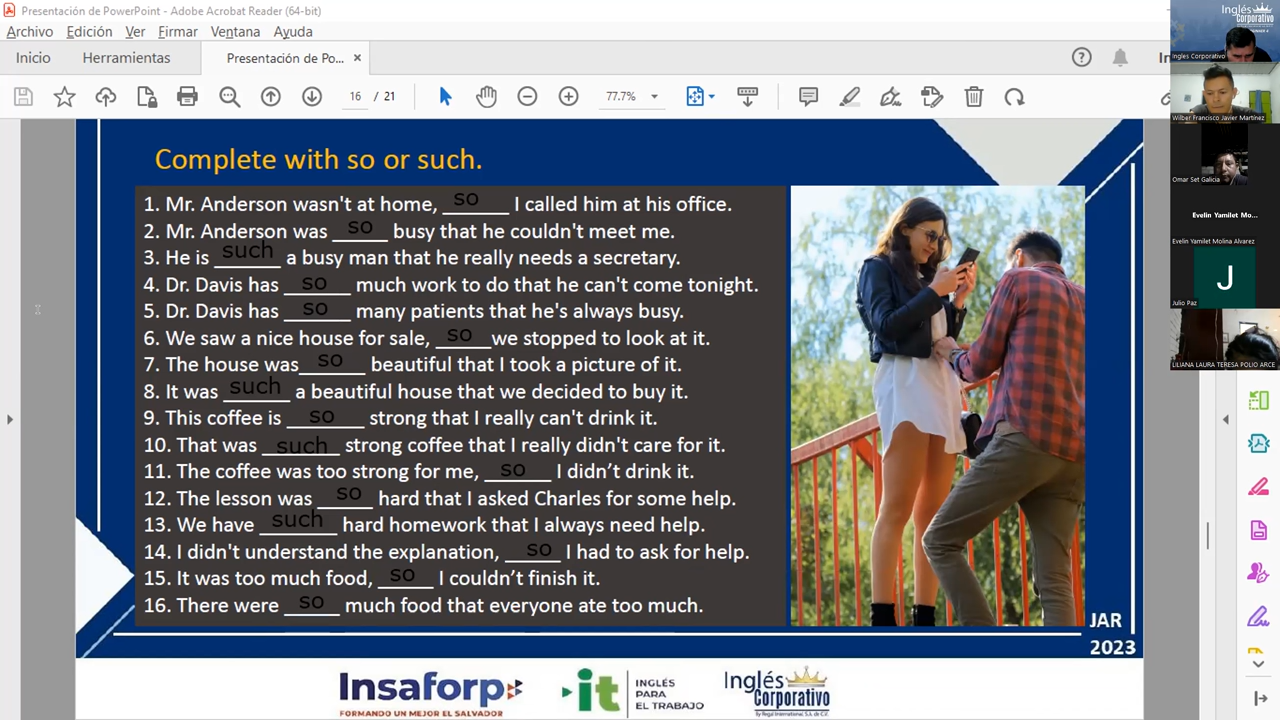 Presentación de PowerPoint - Adobe Acrobat Reader (64-bit)
Archivo Edición Ver Firmar Ventana Ayuda
Inicio Herramientas Presentación de Po... ×
16 / 21 77.7%
Complete with so or such.
1. Mr. Anderson wasn't at home, so I called him at his office.
2. Mr. Anderson was so busy that he couldn't meet me.
3. He is such a busy man that he really needs a secretary.
4. Dr. Davis has so much work to do that he can't come tonight.
5. Dr. Davis has so many patients that he's always busy.
6. We saw a nice house for sale, so we stopped to look at it.
7. The house was so beautiful that I took a picture of it.
8. It was such a beautiful house that we decided to buy it.
9. This coffee is so strong that I really can't drink it.
10. That was such strong coffee that I really didn't care for it.
11. The coffee was too strong for me, so I didn't drink it.
12. The lesson was so hard that I asked Charles for some help.
13. We have such hard homework that I always need help.
14. I didn't understand the explanation, so I had to ask for help.
15. It was too much food, so I couldn't finish it.
16. There were so much food that everyone ate too much.
JAR
2023
Insaforp
FORMANDO UN MEJOR EL SALVADOR
it INGLÉS
PARA
EL TRABAJO
Inglés
Corporativo
By Regal International, S.A. de C.V.
Inglés
Corporativo
Ingles Corporativo
Wilber Francisco Javier Martínez
Omar Set Galicia
Evelin Yamilet Mo...
Evelin Yamilet Molina Alvarez
J
Julio Paz
LILIANA LAURA TERESA POLIO ARCE